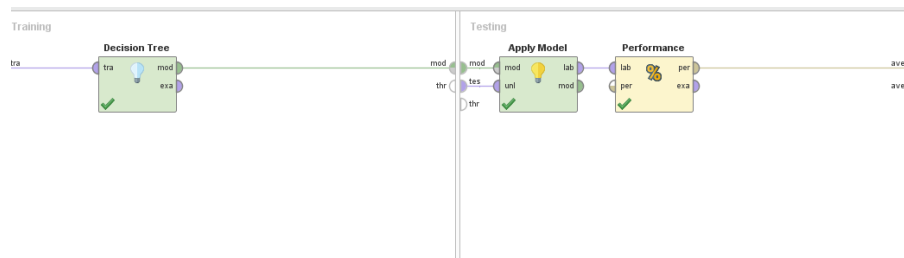 Training
Testing
Decision Tree
Apply Model
Performance
tra
tra
mod
exa
mod
thr
mod
tes
thr
mod
lab
unl
mod
lab
per
per
exa
%
ave
ave